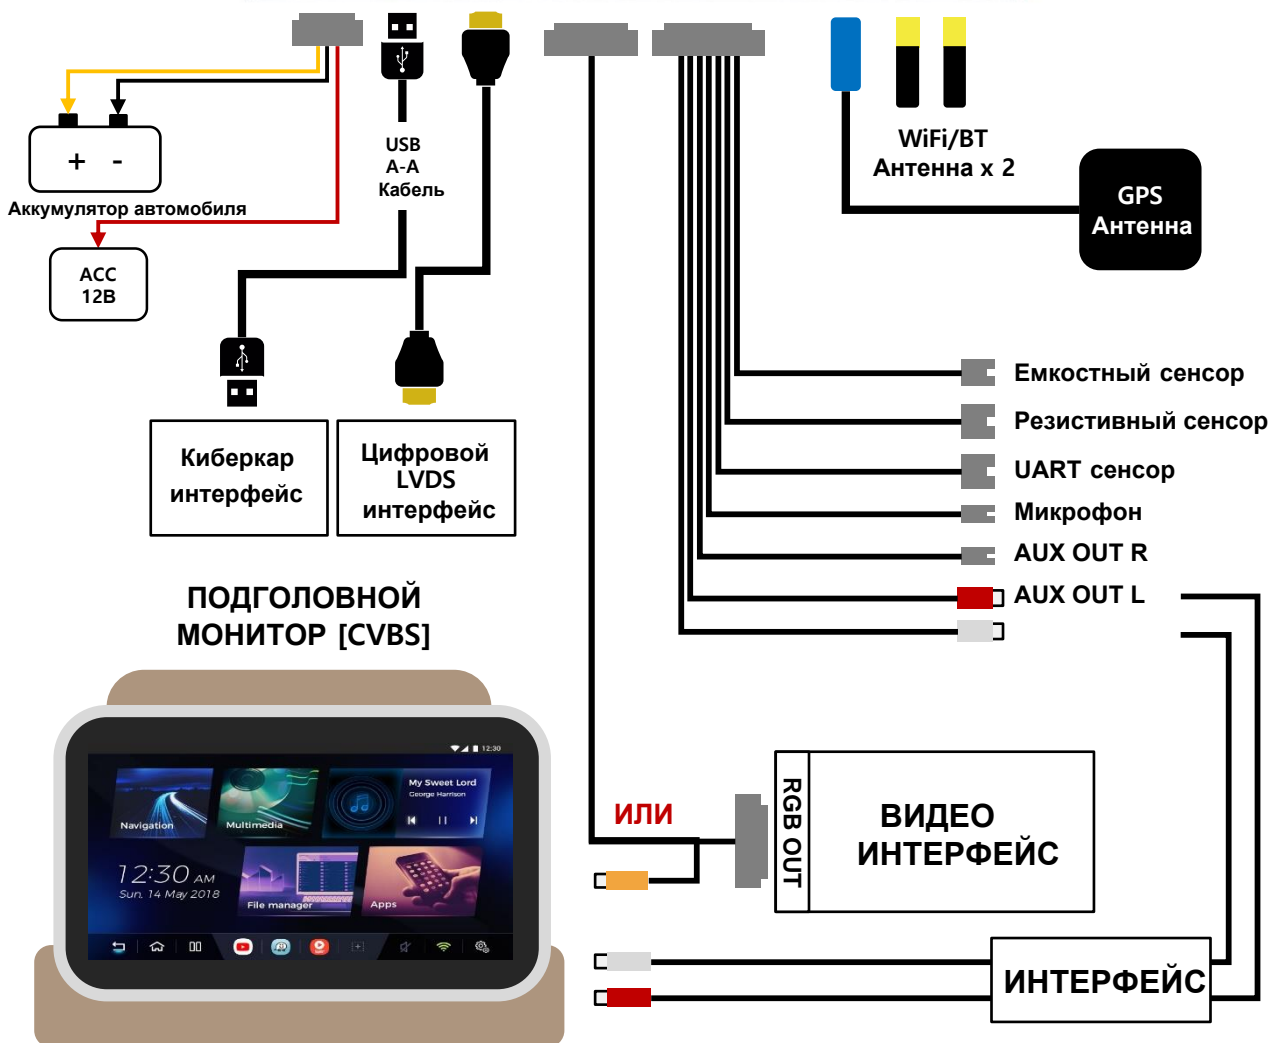 + -
Аккумулятор автомобиля
ACC
12В
USB
A-A
Кабель
WiFi/BT
Антенна x 2
GPS
Антенна
Киберкар
интерфейс
Цифровой
LVDS
интерфейс
Емкостный сенсор
Резистивный сенсор
UART сенсор
Микрофон
AUX OUT R
AUX OUT L
ПОДГОЛОВНОЙ
МОНИТОР [CVBS]
12:30
Navigation
Multimedia
My Sweet Lord
George Harrison
12:30 AM
Sun. 14 May 2018
File manager
Apps
ИЛИ
RGB OUT
ВИДЕО
ИНТЕРФЕЙС
ИНТЕРФЕЙС